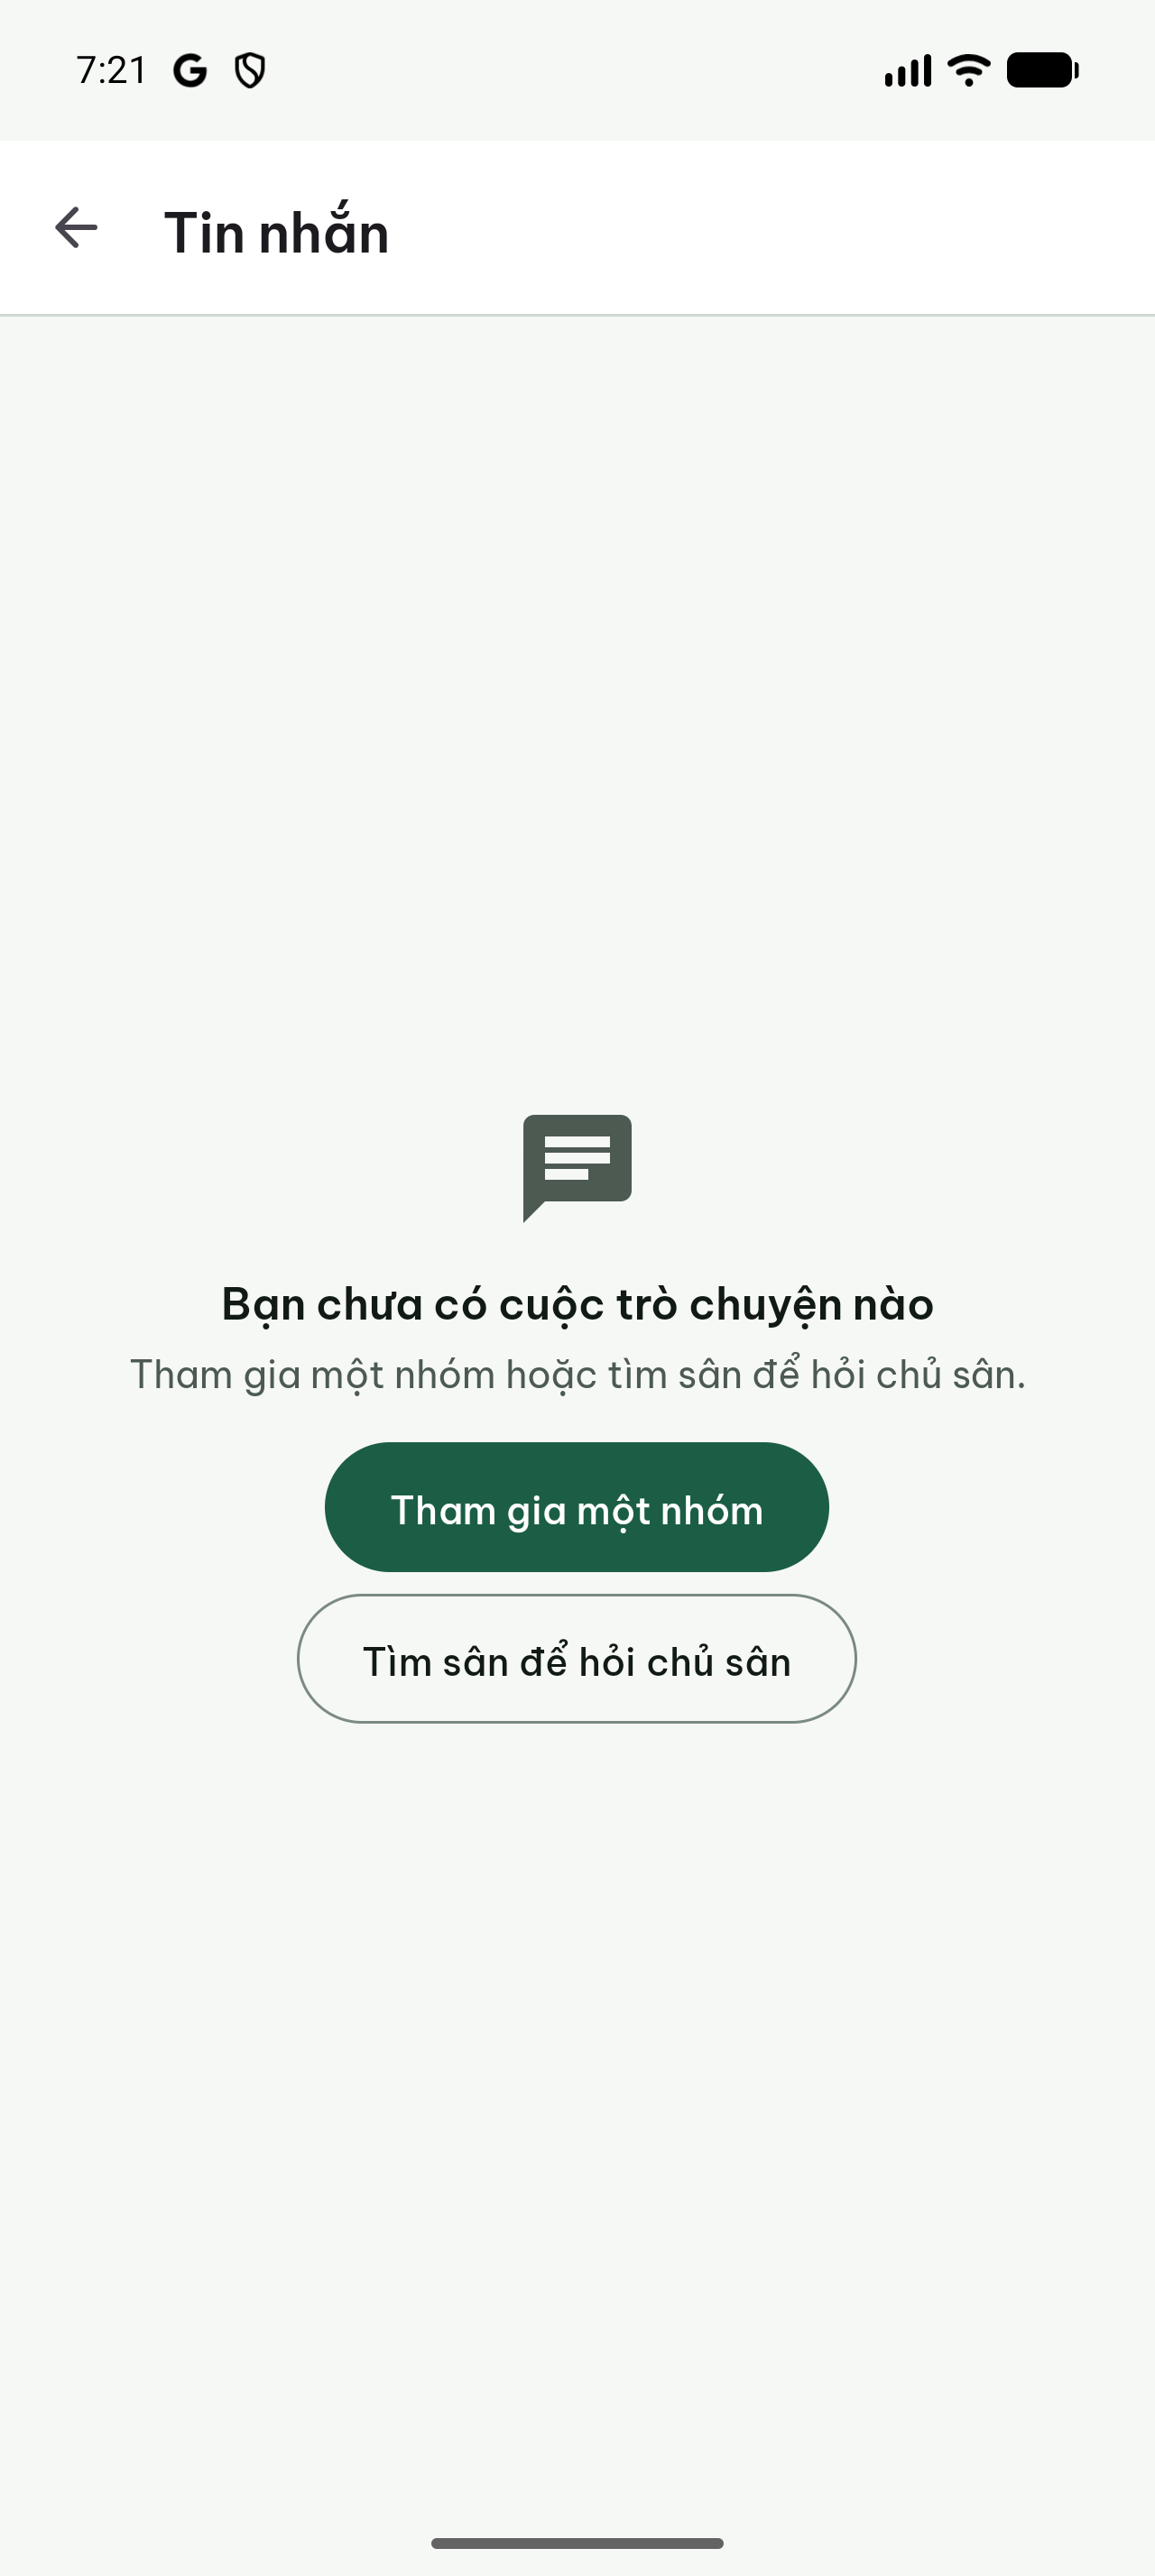 7:21
Tin nhắn
Bạn chưa có cuộc trò chuyện nào
Tham gia một nhóm hoặc tìm sân để hỏi chủ sân.
Tham gia một nhóm
Tìm sân để hỏi chủ sân